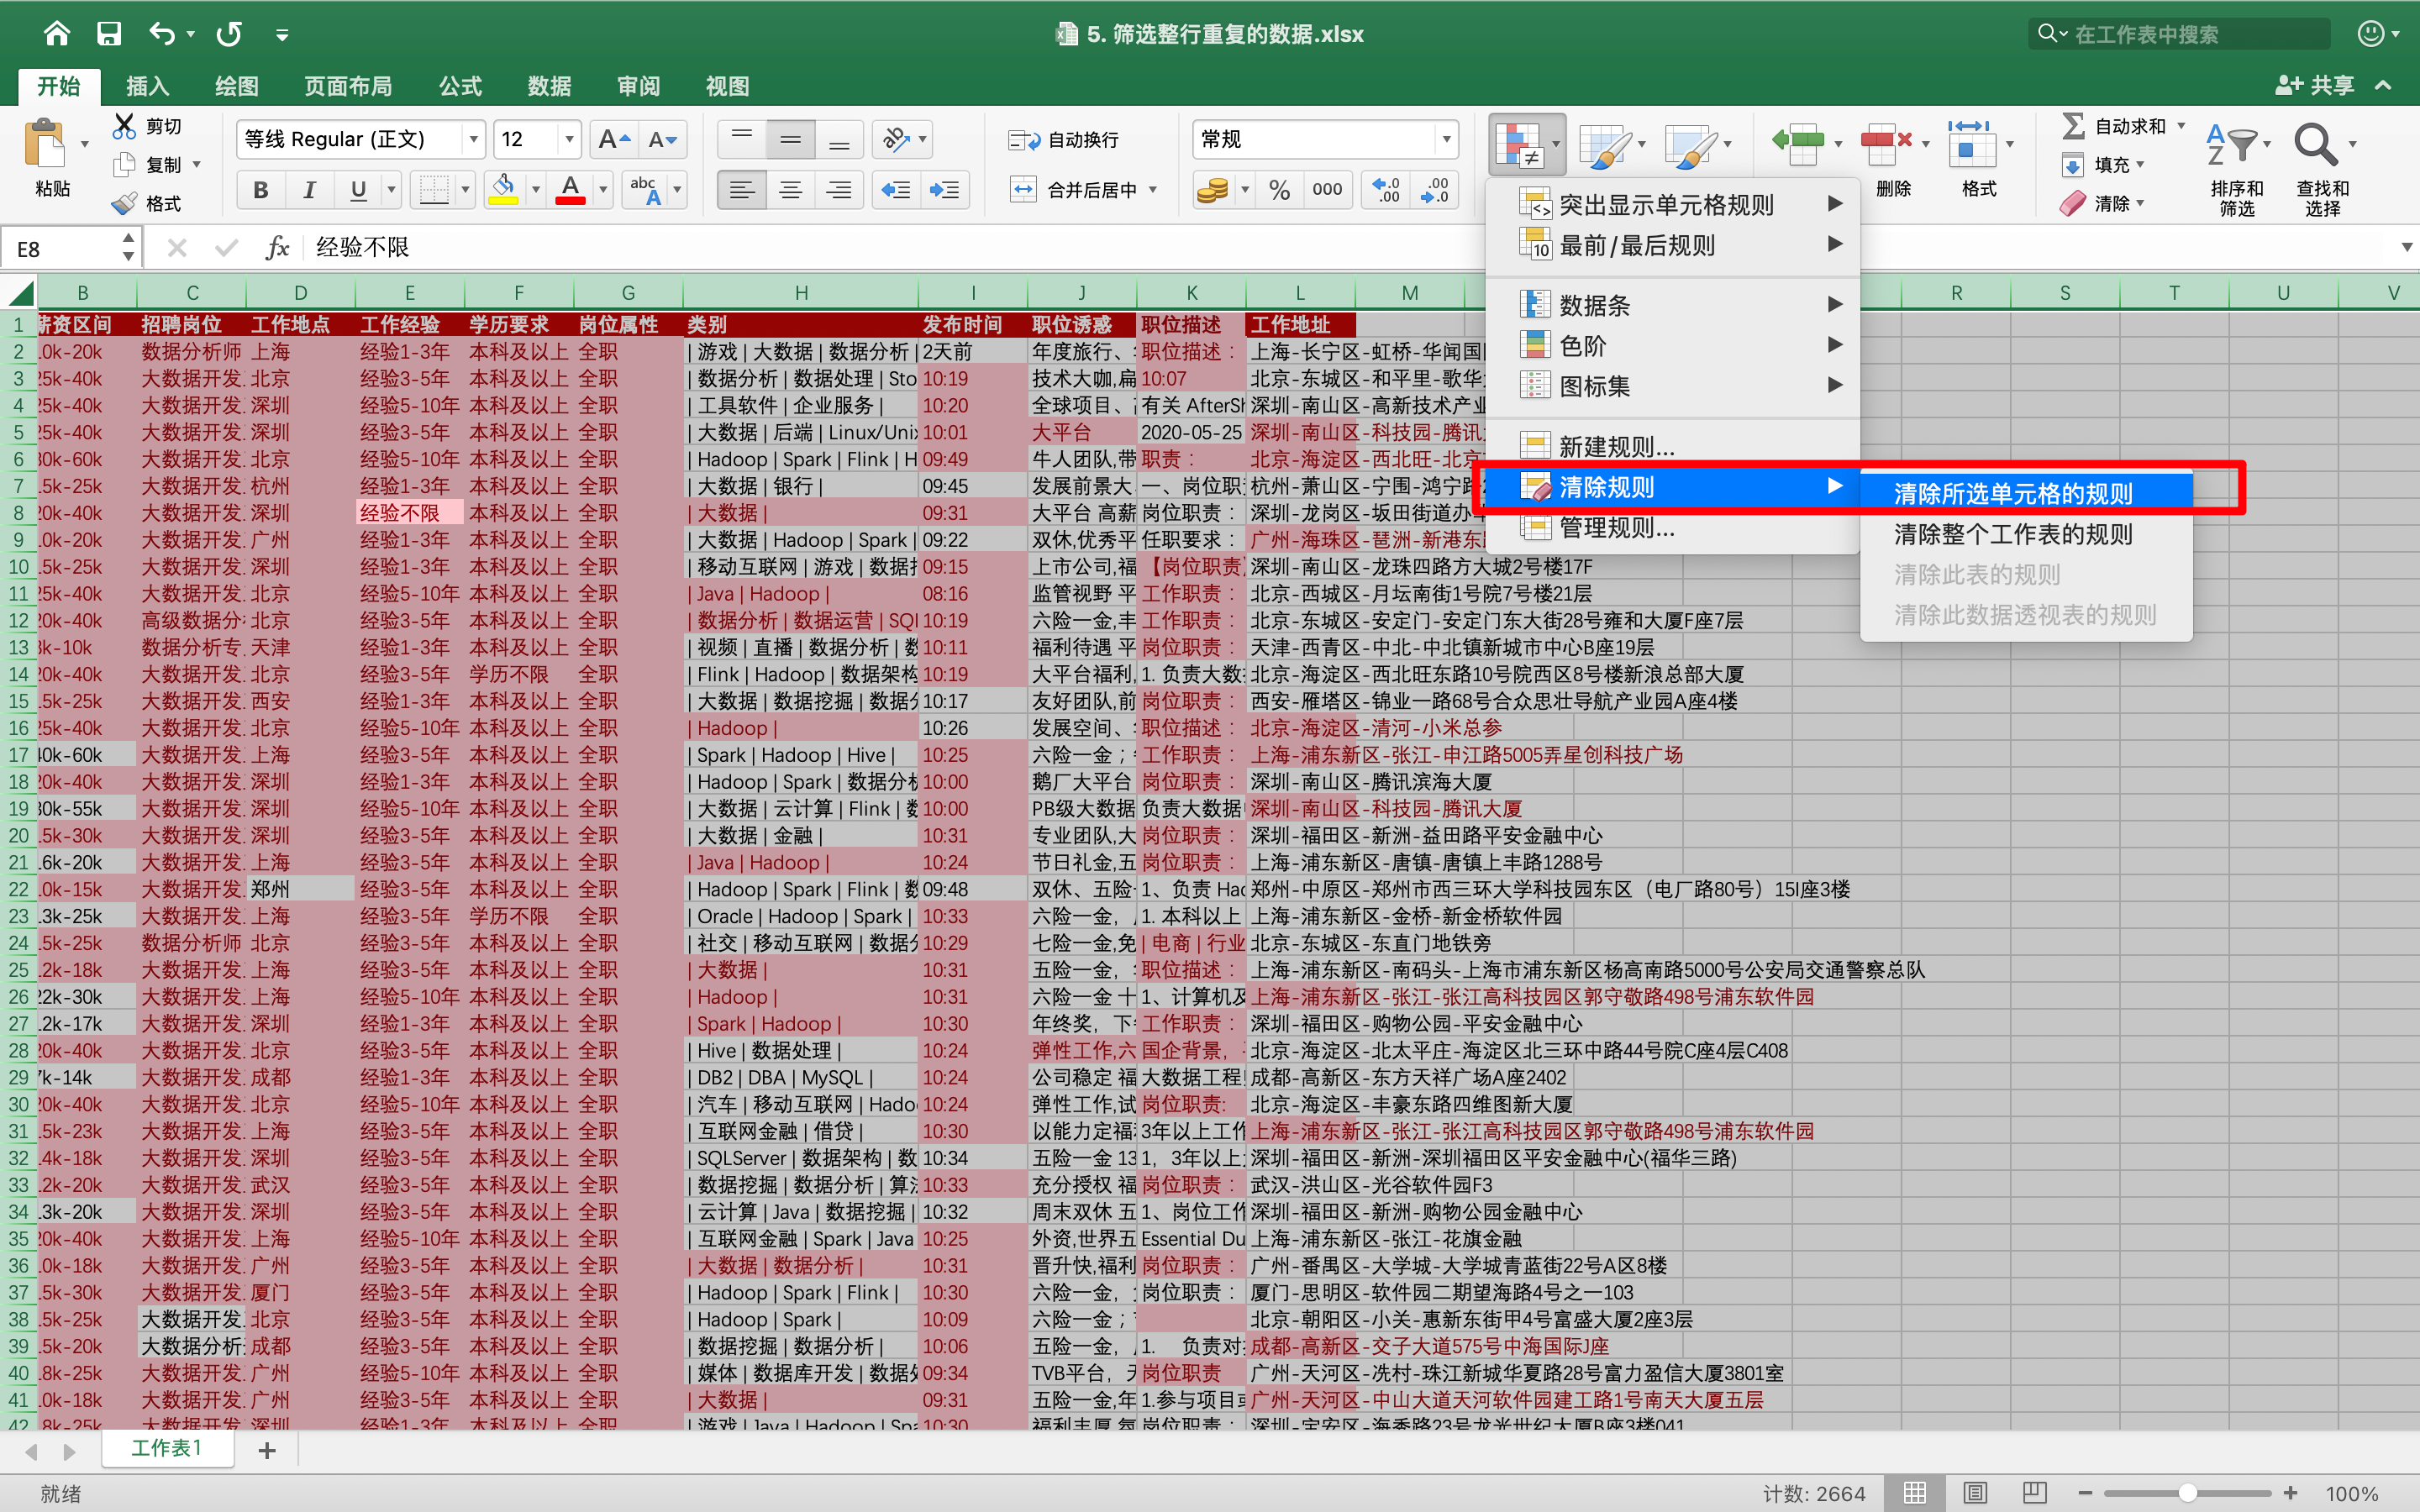 5. 筛选整行重复的数据.xlsx
在工作表中搜索
开始 插入 绘图 页面布局 公式 数据 审阅 视图
共享
粘贴 剪切 复制 格式
等线 Regular (正文) 12
自动换行
合并后居中
常规
删除 格式
自动求和 填充 清除
排序和筛选 查找和选择
E8 fx 经验不限
突出显示单元格规则
最前/最后规则
数据条
色阶
图标集
新建规则...
清除规则
管理规则...
清除所选单元格的规则
清除整个工作表的规则
清除此表的规则
清除此数据透视表的规则
B C D E F G H I J K L M R S T U V
1 薪资区间 招聘岗位 工作地点 工作经验 学历要求 岗位属性 类别 发布时间 职位诱惑 职位描述 工作地址
2 0k-20k 数据分析师 上海 经验1-3年 本科及以上 全职 | 游戏 | 大数据 | 数据分析 | 2天前 年度旅行、 职位描述： 上海-长宁区-虹桥-华闻国
3 25k-40k 大数据开发 北京 经验3-5年 本科及以上 全职 | 数据分析 | 数据处理 | Sto 10:19 技术大咖,扁 10:07 北京-东城区-和平里-歌华
4 25k-40k 大数据开发 深圳 经验5-10年 本科及以上 全职 | 工具软件 | 企业服务 | 10:20 全球项目、 有关 AfterSh 深圳-南山区-高新技术产业
5 25k-40k 大数据开发 深圳 经验3-5年 本科及以上 全职 | 大数据 | 后端 | Linux/Unix 10:01 大平台 2020-05-25 深圳-南山区-科技园-腾讯
6 30k-60k 大数据开发 北京 经验5-10年 本科及以上 全职 | Hadoop | Spark | Flink | H 09:49 牛人团队,带 职责： 北京-海淀区-西北旺-北京
7 15k-25k 大数据开发 杭州 经验1-3年 本科及以上 全职 | 大数据 | 银行 | 09:45 发展前景大 一、岗位职 杭州-萧山区-宁围-鸿宁路
8 20k-40k 大数据开发 深圳 经验不限 本科及以上 全职 | 大数据 | 09:31 大平台 高薪 岗位职责： 深圳-龙岗区-坂田街道办
9 10k-20k 大数据开发 广州 经验1-3年 本科及以上 全职 | 大数据 | Hadoop | Spark | 09:22 双休,优秀平 任职要求： 广州-海珠区-琶洲-新港东
10 15k-25k 大数据开发 深圳 经验1-3年 本科及以上 全职 | 移动互联网 | 游戏 | 数据挖 09:15 上市公司,福 【岗位职责】 深圳-南山区-龙珠四路方大城2号楼17F
11 25k-40k 大数据开发 北京 经验5-10年 本科及以上 全职 | Java | Hadoop | 08:16 监管视野 平 工作职责： 北京-西城区-月坛南街1号院7号楼21层
12 20k-40k 高级数据分 北京 经验3-5年 本科及以上 全职 | 数据分析 | 数据运营 | SQL 10:19 六险一金,丰 工作职责： 北京-东城区-安定门-安定门东大街28号雍和大厦F座7层
13 8k-10k 数据分析专 天津 经验1-3年 本科及以上 全职 | 视频 | 直播 | 数据分析 | 数 10:11 福利待遇 平 岗位职责： 天津-西青区-中北-中北镇新城市中心B座19层
14 20k-40k 大数据开发 北京 经验3-5年 学历不限 全职 | Flink | Hadoop | 数据架构 10:19 大平台福利, 1. 负责大数 北京-海淀区-西北旺东路10号院西区8号楼新浪总部大厦
15 15k-25k 大数据开发 西安 经验1-3年 本科及以上 全职 | 大数据 | 数据挖掘 | 数据分 10:17 友好团队,前 岗位职责： 西安-雁塔区-锦业一路68号合众思壮导航产业园A座4楼
16 25k-40k 大数据开发 北京 经验5-10年 本科及以上 全职 | Hadoop | 10:26 发展空间、 职位描述： 北京-海淀区-清河-小米总参
17 40k-60k 大数据开发 上海 经验3-5年 本科及以上 全职 | Spark | Hadoop | Hive | 10:25 六险一金； 工作职责： 上海-浦东新区-张江-申江路5005弄星创科技广场
18 20k-40k 大数据开发 深圳 经验1-3年 本科及以上 全职 | Hadoop | Spark | 数据分析 10:00 鹅厂大平台 岗位职责： 深圳-南山区-腾讯滨海大厦
19 30k-55k 大数据开发 深圳 经验5-10年 本科及以上 全职 | 大数据 | 云计算 | Flink | 数 10:00 PB级大数据 负责大数据 深圳-南山区-科技园-腾讯大厦
20 15k-30k 大数据开发 深圳 经验3-5年 本科及以上 全职 | 大数据 | 金融 | 10:31 专业团队,大 岗位职责： 深圳-福田区-新洲-益田路平安金融中心
21 16k-20k 大数据开发 上海 经验3-5年 本科及以上 全职 | Java | Hadoop | 10:24 节日礼金,五 岗位职责： 上海-浦东新区-唐镇-唐镇上丰路1288号
22 10k-15k 大数据开发 郑州 经验3-5年 本科及以上 全职 | Hadoop | Spark | Flink | 数 09:48 双休、五险 1、负责 Had 郑州-中原区-郑州市西三环大学科技园东区（电厂路80号）15I座3楼
23 13k-25k 大数据开发 上海 经验3-5年 学历不限 全职 | Oracle | Hadoop | Spark | 10:33 六险一金， 1. 本科以上 上海-浦东新区-金桥-新金桥软件园
24 15k-25k 数据分析师 北京 经验3-5年 本科及以上 全职 | 社交 | 移动互联网 | 数据分 10:29 七险一金,免 | 电商 | 行业 北京-东城区-东直门地铁旁
25 12k-18k 大数据开发 上海 经验3-5年 本科及以上 全职 | 大数据 | 10:31 五险一金， 职位描述： 上海-浦东新区-南码头-上海市浦东新区杨高南路5000号公安局交通警察总队
26 22k-30k 大数据开发 上海 经验5-10年 本科及以上 全职 | Hadoop | 10:31 六险一金 十 1、计算机及 上海-浦东新区-张江-张江高科技园区郭守敬路498号浦东软件园
27 12k-17k 大数据开发 深圳 经验1-3年 本科及以上 全职 | Spark | Hadoop | 10:30 年终奖，下 工作职责： 深圳-福田区-购物公园-平安金融中心
28 20k-40k 大数据开发 北京 经验3-5年 本科及以上 全职 | Hive | 数据处理 | 10:24 弹性工作,六 国企背景， 北京-海淀区-北太平庄-海淀区北三环中路44号院C座4层C408
29 7k-14k 大数据开发 成都 经验1-3年 本科及以上 全职 | DB2 | DBA | MySQL | 10:24 公司稳定 福 大数据工程 成都-高新区-东方天祥广场A座2402
30 20k-40k 大数据开发 北京 经验5-10年 本科及以上 全职 | 汽车 | 移动互联网 | Hado 10:24 弹性工作,试 岗位职责: 北京-海淀区-丰豪东路四维图新大厦
31 15k-23k 大数据开发 上海 经验3-5年 本科及以上 全职 | 互联网金融 | 借贷 | 10:30 以能力定福 3年以上工作 上海-浦东新区-张江-张江高科技园区郭守敬路498号浦东软件园
32 14k-18k 大数据开发 深圳 经验3-5年 本科及以上 全职 | SQLServer | 数据架构 | 数 10:34 五险一金 13 1，3年以上 深圳-福田区-新洲-深圳福田区平安金融中心(福华三路)
33 12k-20k 大数据开发 武汉 经验3-5年 本科及以上 全职 | 数据挖掘 | 数据分析 | 算法 10:33 充分授权 福 岗位职责： 武汉-洪山区-光谷软件园F3
34 13k-20k 大数据开发 深圳 经验3-5年 本科及以上 全职 | 云计算 | Java | 数据挖掘 | 10:32 周末双休 五 1、岗位工作 深圳-福田区-新洲-购物公园金融中心
35 20k-40k 大数据开发 上海 经验5-10年 本科及以上 全职 | 互联网金融 | Spark | Java 10:25 外资,世界五 Essential Du 上海-浦东新区-张江-花旗金融
36 10k-18k 大数据开发 广州 经验3-5年 本科及以上 全职 | 大数据 | 数据分析 | 10:31 晋升快,福利 岗位职责： 广州-番禺区-大学城-大学城青蓝街22号A区8楼
37 15k-30k 大数据开发 厦门 经验3-5年 本科及以上 全职 | Hadoop | Spark | Flink | 10:30 六险一金， 岗位职责： 厦门-思明区-软件园二期望海路4号之一103
38 15k-25k 大数据开发 北京 经验3-5年 本科及以上 全职 | Hadoop | Spark | 10:09 六险一金； 北京-朝阳区-小关-惠新东街甲4号富盛大厦2座3层
39 15k-20k 大数据分析 成都 经验3-5年 本科及以上 全职 | 数据挖掘 | 数据分析 | 10:06 五险一金， 1. 负责对 成都-高新区-交子大道575号中海国际J座
40 18k-25k 大数据开发 广州 经验5-10年 本科及以上 全职 | 媒体 | 数据库开发 | 数据处 09:34 TVB平台， 岗位职责 广州-天河区-冼村-珠江新城华夏路28号富力盈信大厦3801室
41 10k-18k 大数据开发 广州 经验3-5年 本科及以上 全职 | 大数据 | 09:31 五险一金,年 1.参与项目 广州-天河区-中山大道天河软件园建工路1号南天大厦五层
42 18k-25k 大数据开发 深圳 经验1-3年 本科及以上 全职 | 游戏 | Java | Hadoop | Spa 10:30 福利丰厚 岗位职责： 深圳-宝安区-海秀路23号龙光世纪大厦B座3楼041
工作表1
就绪 计数: 2664 100%